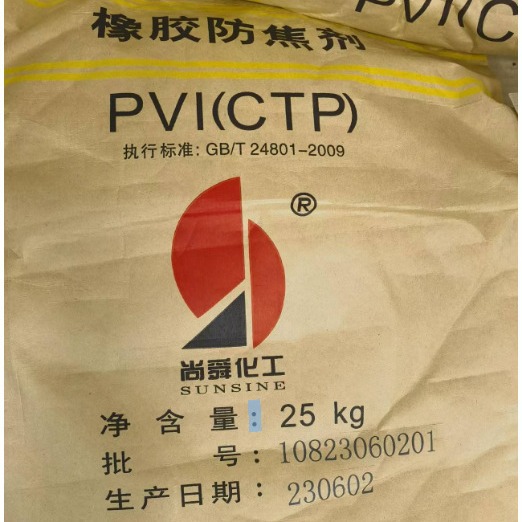 橡胶防焦剂
PVI(C
PVI(CTP)
执行标准: GB/T 24801-2009
®
尚舜化工
SUNSINE
净含量: 25 kg
批号: 10823060201
生产日期: 230602